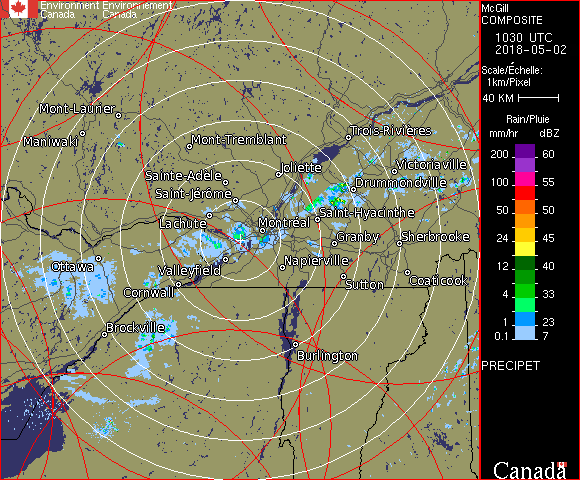 Environment Environnement
Canada Canada
McGill
COMPOSITE
1030 UTC
2018-05-02
Scale/Échelle:
1km/Pixel
40 KM
Rain/Pluie
mm/hr dBZ
200 60
100 55
50 50
24 45
12 40
4 33
1 23
0.1 7
PRECIPET
Canada
Mont-Laurier
Maniwaki
Mont-Tremblant
Trois-Rivières
Sainte-Adèle
Joliette
Victoriaville
Saint-Jérôme
Drummondville
Lachute
Montréal
Saint-Hyacinthe
Granby
Sherbrooke
Ottawa
Valleyfield
Napierville
Cornwall
Sutton
Coaticook
Brockville
Burlington